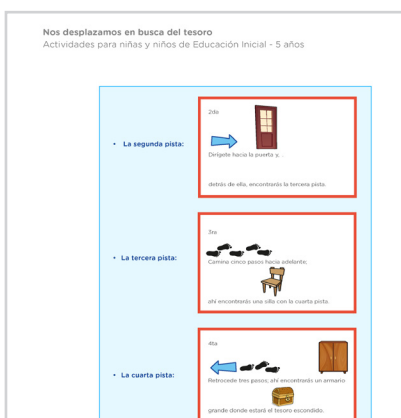 Nos desplazamos en busca del tesoro
Actividades para niñas y niños de Educación Inicial - 5 años
• La segunda pista:
2da
Dirígete hacia la puerta y,
detrás de ella, encontrarás la tercera pista.
• La tercera pista:
3ra
Camina cinco pasos hacia adelante,
ahí encontrarás una silla con la cuarta pista.
• La cuarta pista:
4ta
Retrocede tres pasos; ahí encontrarás un armario
grande donde estará el tesoro escondido.